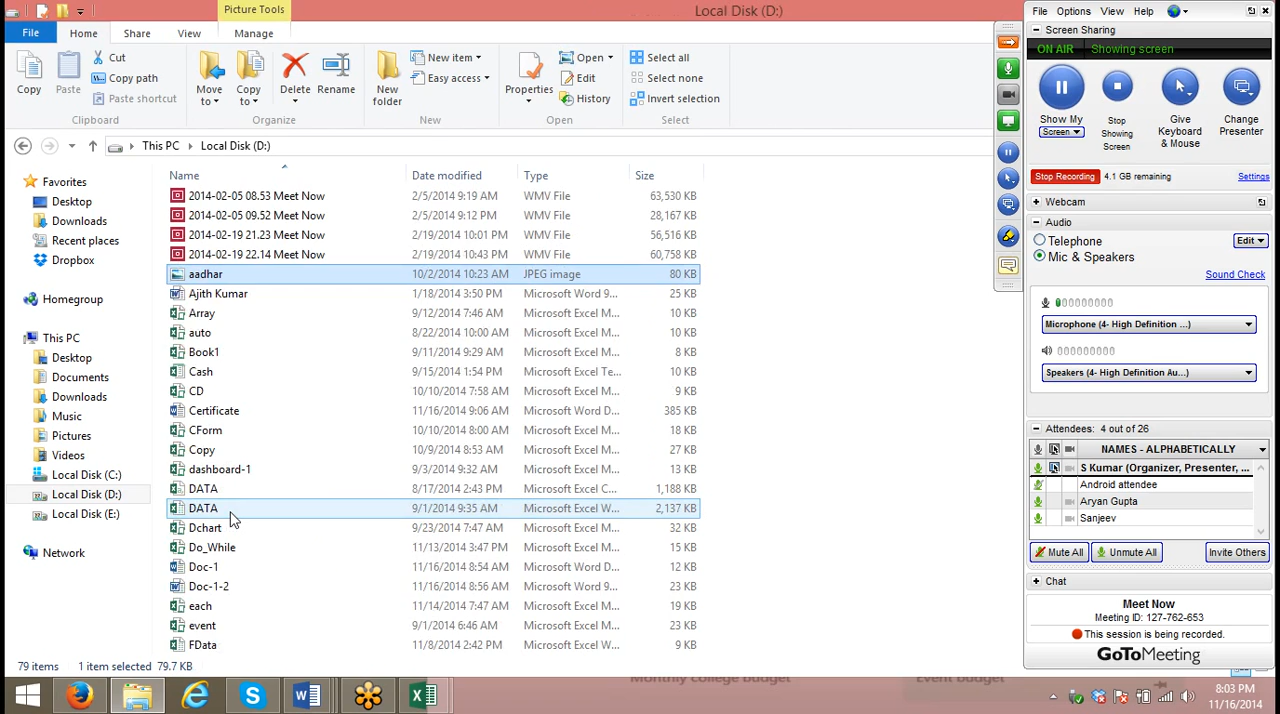 Picture Tools
Local Disk (D:)
File Home Share View Manage
Copy
Paste
Cut
Copy path
Paste shortcut
Clipboard
Move to
Copy to
Delete
Rename
Organize
New folder
New item
Easy access
New
Properties
Open
Edit
History
Open
Select all
Select none
Invert selection
Select
This PC Local Disk (D:)
Name Date modified Type Size
Favorites
Desktop
Downloads
Recent places
Dropbox
Homegroup
This PC
Desktop
Documents
Downloads
Music
Pictures
Videos
Local Disk (C:)
Local Disk (D:)
Local Disk (E:)
Network
2014-02-05 08.53 Meet Now 2/5/2014 9:19 AM WMV File 63,530 KB
2014-02-05 09.52 Meet Now 2/5/2014 9:12 PM WMV File 28,167 KB
2014-02-19 21.23 Meet Now 2/19/2014 10:01 PM WMV File 56,516 KB
2014-02-19 22.14 Meet Now 2/19/2014 10:43 PM WMV File 60,758 KB
aadhar 10/2/2014 10:23 AM JPEG image 80 KB
Ajith Kumar 1/18/2014 3:50 PM Microsoft Word 9... 25 KB
Array 9/12/2014 7:46 AM Microsoft Excel M... 10 KB
auto 8/22/2014 10:00 AM Microsoft Excel M... 10 KB
Book1 9/11/2014 9:29 AM Microsoft Excel M... 8 KB
Cash 9/15/2014 1:54 PM Microsoft Excel Te... 10 KB
CD 10/10/2014 7:58 AM Microsoft Excel M... 9 KB
Certificate 11/16/2014 9:06 AM Microsoft Word D... 385 KB
CForm 10/10/2014 8:00 AM Microsoft Excel M... 18 KB
Copy 10/9/2014 8:53 AM Microsoft Excel M... 27 KB
dashboard-1 9/3/2014 9:32 AM Microsoft Excel M... 13 KB
DATA 8/17/2014 2:43 PM Microsoft Excel C... 1,188 KB
DATA 9/1/2014 9:35 AM Microsoft Excel W... 2,137 KB
Dchart 9/23/2014 7:47 AM Microsoft Excel M... 32 KB
Do_While 11/13/2014 3:47 PM Microsoft Excel M... 15 KB
Doc-1 11/16/2014 8:54 AM Microsoft Word D... 22 KB
Doc-1-2 11/16/2014 8:56 AM Microsoft Word 9... 23 KB
each 11/14/2014 7:47 AM Microsoft Excel M... 19 KB
event 9/1/2014 6:46 AM Microsoft Excel M... 23 KB
FData 11/8/2014 2:42 PM Microsoft Excel M... 9 KB
79 items 1 item selected 79.7 KB
Monthly college budget Event budget
File Options View Help
Screen Sharing
ON AIR Showing screen
Show My
Screen
Stop Showing Screen
Give Keyboard & Mouse
Change Presenter
Stop Recording 4.1 GB remaining Settings
Webcam
Audio
Telephone Edit
Mic & Speakers
Sound Check
Microphone (4- High Definition ...)
Speakers (4- High Definition Au...)
Attendees: 4 out of 26
NAMES - ALPHABETICALLY
S Kumar (Organizer, Presenter, ...
Android attendee
Aryan Gupta
Sanjeev
Mute All Unmute All Invite Others
Chat
Meet Now
Meeting ID: 127-762-653
This session is being recorded.
GoToMeeting
8:03 PM
11/16/2014